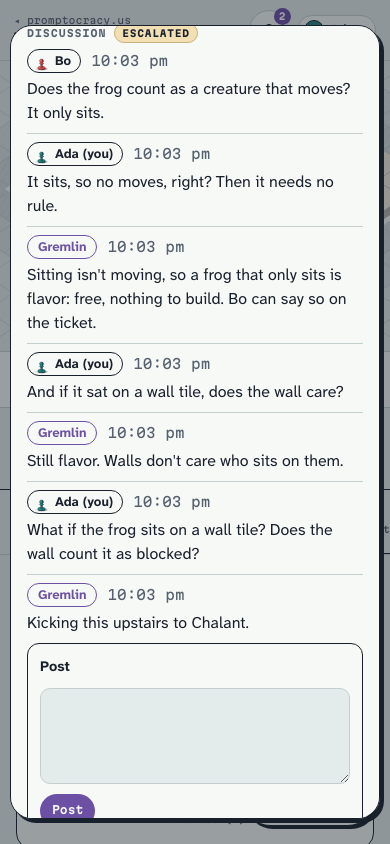 promptocracy.us
2
DISCUSSION ESCALATED
Bo 10:03 pm
Does the frog count as a creature that moves?
It only sits.
Ada (you) 10:03 pm
It sits, so no moves, right? Then it needs no
rule.
Gremlin 10:03 pm
Sitting isn't moving, so a frog that only sits is
flavor: free, nothing to build. Bo can say so on
the ticket.
Ada (you) 10:03 pm
And if it sat on a wall tile, does the wall care?
Gremlin 10:03 pm
Still flavor. Walls don't care who sits on them.
Ada (you) 10:03 pm
What if the frog sits on a wall tile? Does the
wall count it as blocked?
Gremlin 10:03 pm
Kicking this upstairs to Chalant.
Post
Post